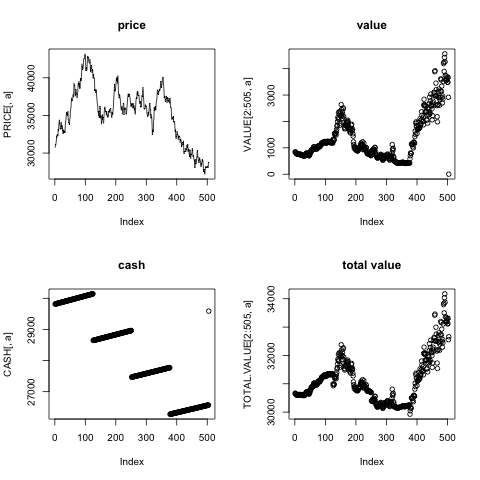 price
PRICE[, a]
40000
35000
30000
0 100 200 300 400 500
Index
value
VALUE[2:505, a]
3000
1000
0
0 100 200 300 400 500
Index
cash
CASH[, a]
29000
27000
0 100 200 300 400 500
Index
total value
TOTAL.VALUE[2:505, a]
34000
32000
30000
0 100 200 300 400 500
Index